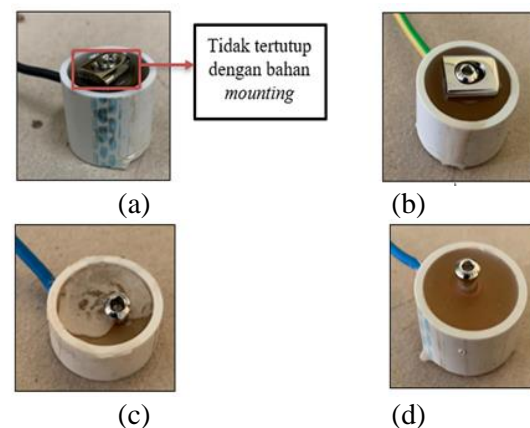 Tidak tertutup
dengan bahan
mounting
(a)
(b)
(c)
(d)